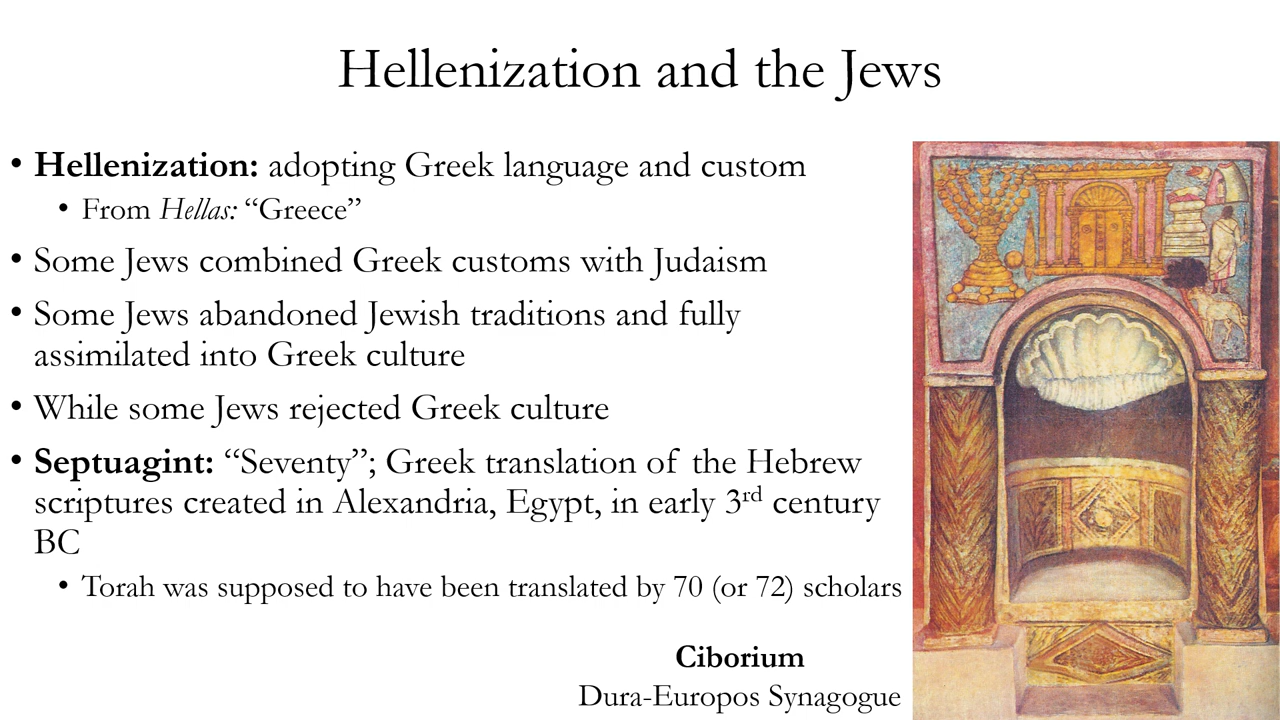 Hellenization and the Jews
• Hellenization: adopting Greek language and custom
• From Hellas: “Greece”
• Some Jews combined Greek customs with Judaism
• Some Jews abandoned Jewish traditions and fully
assimilated into Greek culture
• While some Jews rejected Greek culture
• Septuagint: “Seventy”; Greek translation of the Hebrew
scriptures created in Alexandria, Egypt, in early 3rd century
BC
• Torah was supposed to have been translated by 70 (or 72) scholars
Ciborium
Dura-Europos Synagogue